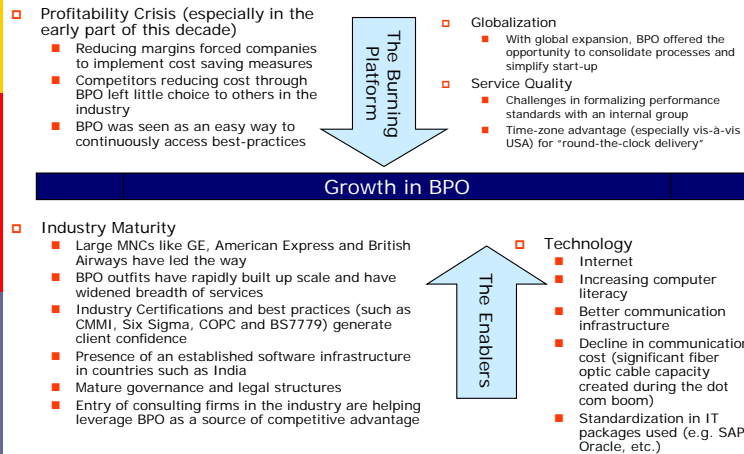 Profitability Crisis (especially in the
early part of this decade)
Reducing margins forced companies
to implement cost saving measures
Competitors reducing cost through
BPO left little choice to others in the
industry
BPO was seen as an easy way to
continuously access best-practices
The Burning
Platform
Globalization
With global expansion, BPO offered the
opportunity to consolidate processes and
simplify start-up
Service Quality
Challenges in formalizing performance
standards with an internal group
Time-zone advantage (especially vis-à-vis
USA) for "round-the-clock delivery"
Growth in BPO
Industry Maturity
Large MNCs like GE, American Express and British
Airways have led the way
BPO outfits have rapidly built up scale and have
widened breadth of services
Industry Certifications and best practices (such as
CMMI, Six Sigma, COPC and BS7779) generate
client confidence
Presence of an established software infrastructure
in countries such as India
Mature governance and legal structures
Entry of consulting firms in the industry are helping
leverage BPO as a source of competitive advantage
The Enablers
Technology
Internet
Increasing computer
literacy
Better communication
infrastructure
Decline in communication
cost (significant fiber
optic cable capacity
created during the dot
com boom)
Standardization in IT
packages used (e.g. SAP
Oracle, etc.)